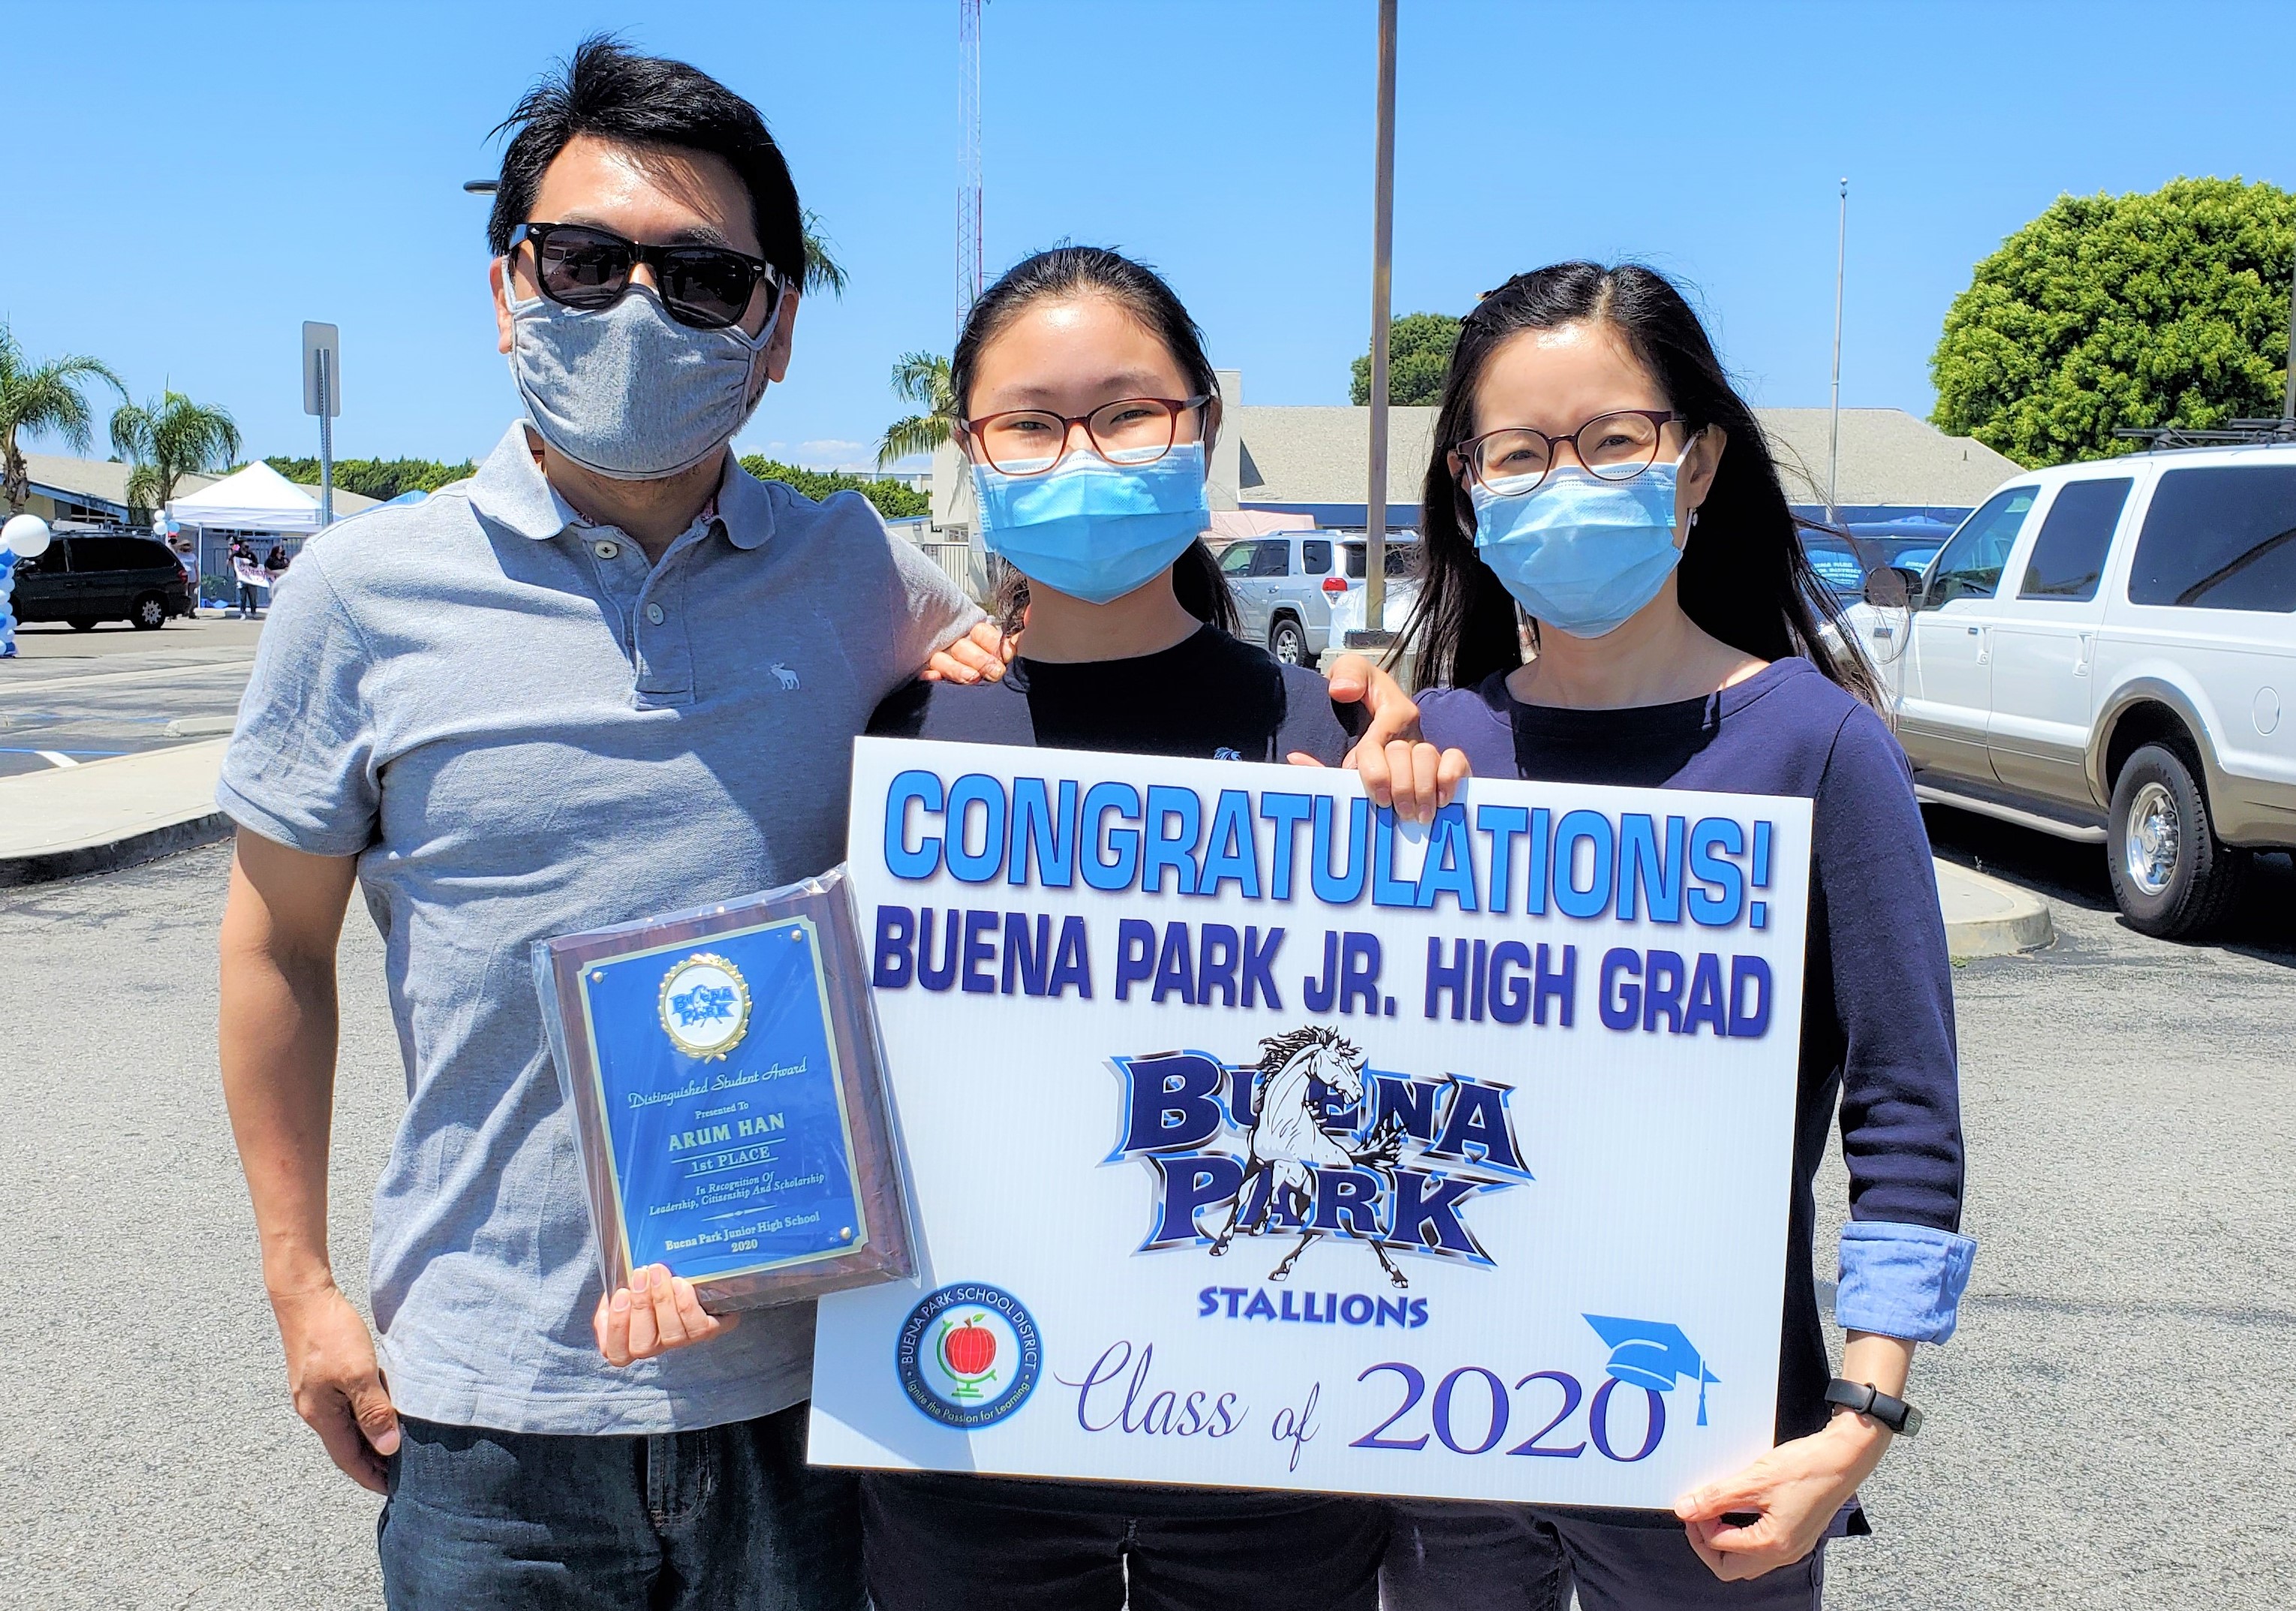 CONGRATULATIONS!
BUENA PARK JR. HIGH GRAD
BUENA
PARK
STALLIONS
Class of 2020
BUENA PARK SCHOOL DISTRICT
Ignite the Passion for Learning
BUENA
PARK
Distinguished Student Award
Presented To
ARUM HAN
1st PLACE
In Recognition Of
Leadership, Citizenship And Scholarship
Buena Park Junior High School
2020